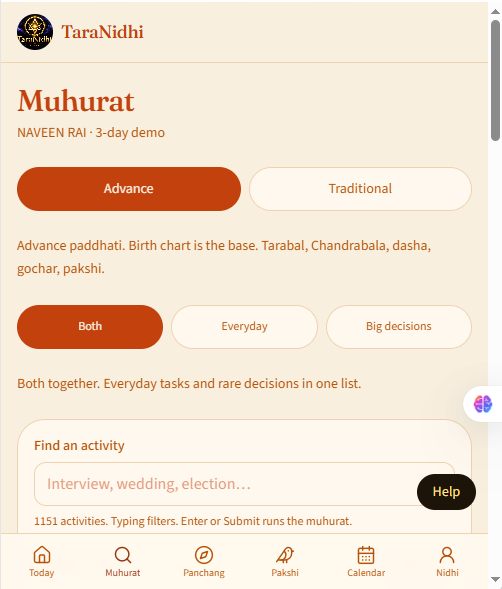 TaraNidhi
TaraNidhi
Muhurat
NAVEEN RAI · 3-day demo
Advance
Traditional
Advance paddhati. Birth chart is the base. Tarabal, Chandrabala, dasha,
gochar, pakshi.
Both
Everyday
Big decisions
Both together. Everyday tasks and rare decisions in one list.
Find an activity
Interview, wedding, election…
Help
1151 activities. Typing filters. Enter or Submit runs the muhurat.
Today
Muhurat
Panchang
Pakshi
Calendar
Nidhi